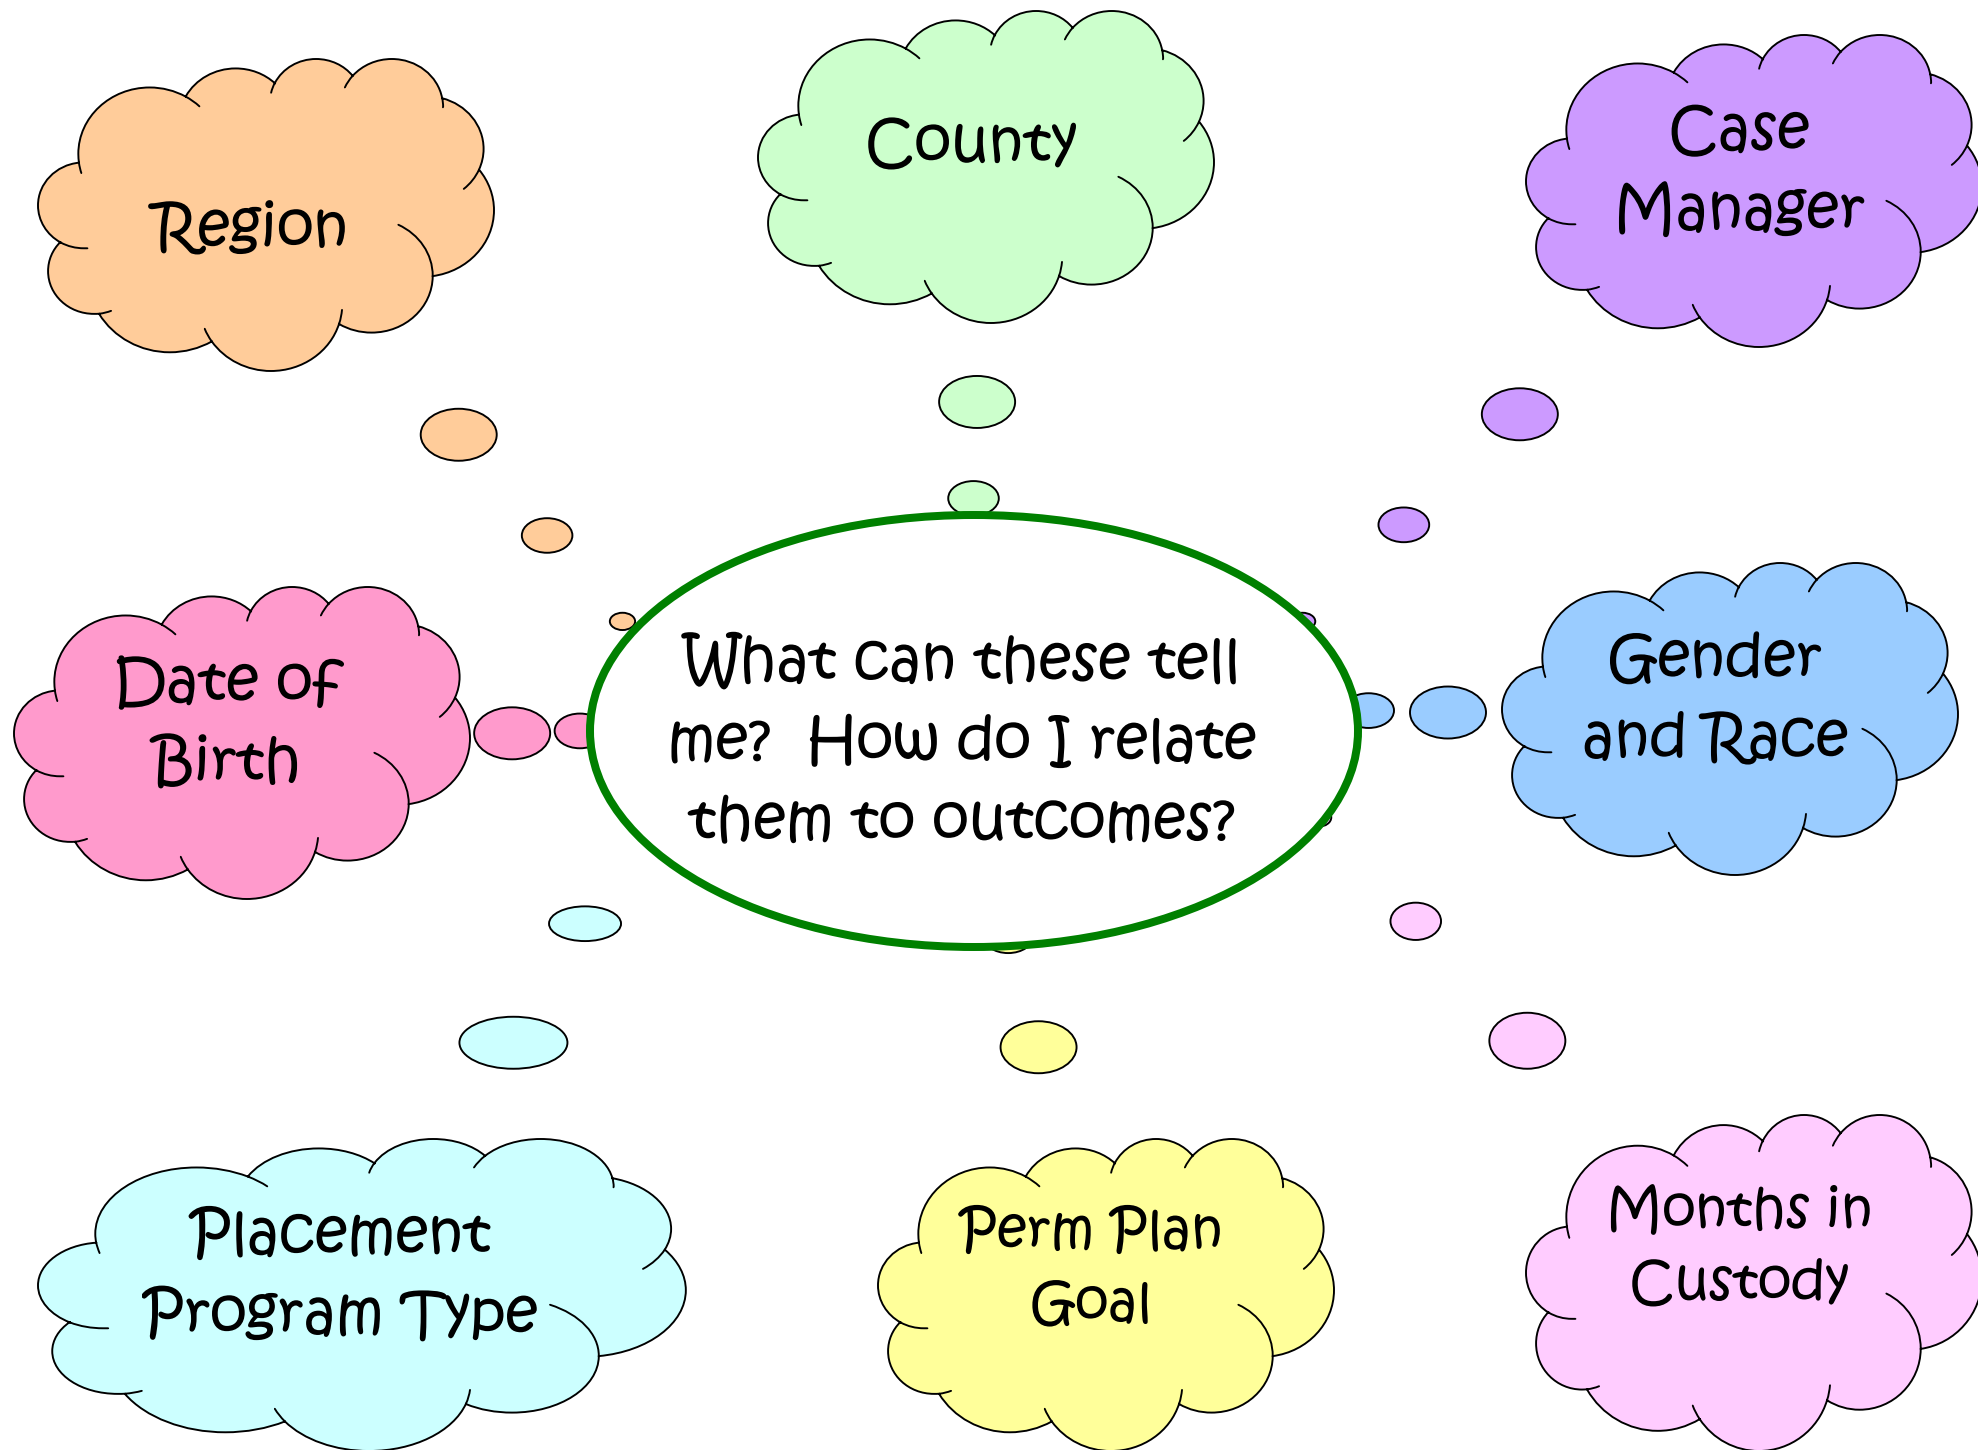 Region
County
Case
Manager
Date of
Birth
What can these tell
me?  How do I relate
them to outcomes?
Gender
and Race
Placement
Program Type
Perm Plan
Goal
Months in
Custody